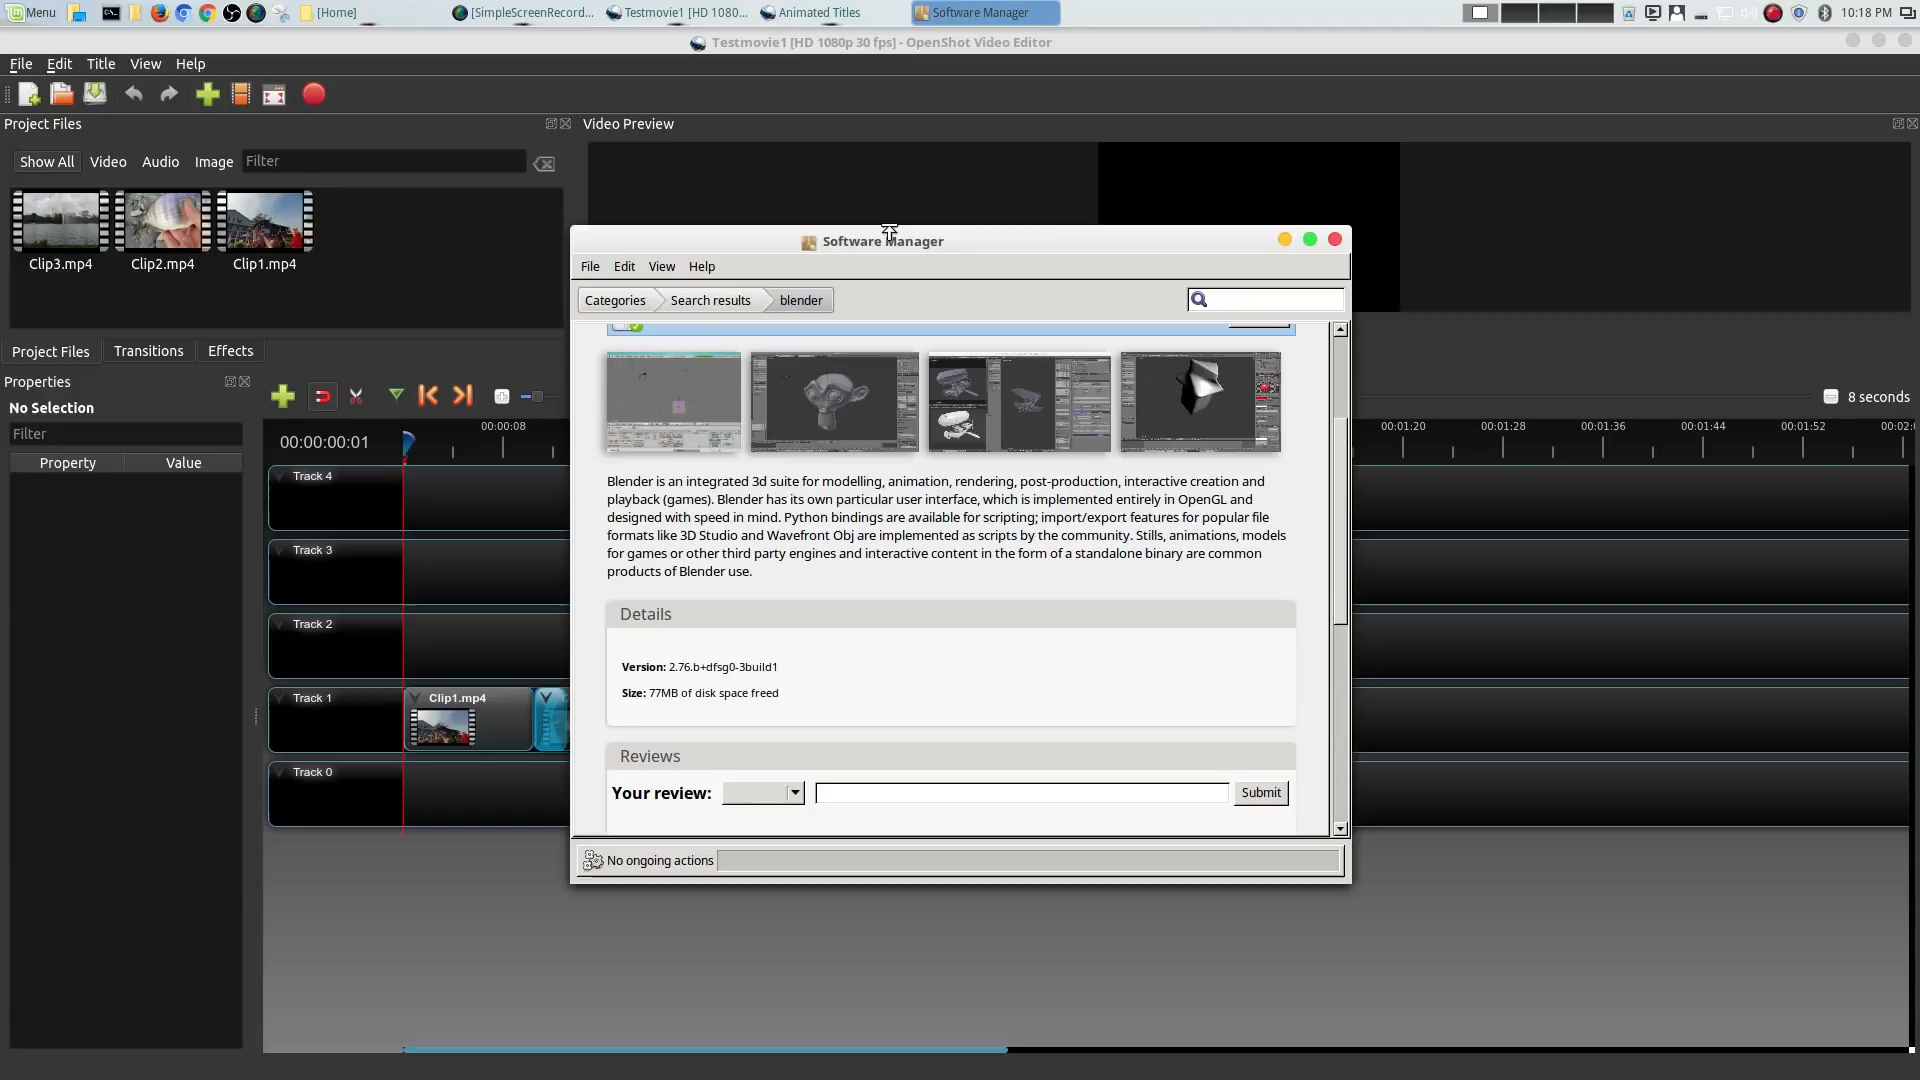 Menu
[Home]
[SimpleScreenRecord...
Testmovie1 [HD 1080...
Animated Titles
Software Manager
10:18 PM
Testmovie1 [HD 1080p 30 fps] - OpenShot Video Editor
File Edit Title View Help
Project Files
Video Preview
Show All Video Audio Image Filter
Clip3.mp4 Clip2.mp4 Clip1.mp4
Project Files Transitions Effects
Properties
No Selection
Filter
Property Value
8 seconds
00:00:00:01
00:00:08
00:01:20 00:01:28 00:01:36 00:01:44 00:01:52 00:02:
Track 4
Track 3
Track 2
Track 1
Clip1.mp4
Track 0
Software Manager
File Edit View Help
Categories Search results blender
Blender is an integrated 3d suite for modelling, animation, rendering, post-production, interactive creation and
playback (games). Blender has its own particular user interface, which is implemented entirely in OpenGL and
designed with speed in mind. Python bindings are available for scripting; import/export features for popular file
formats like 3D Studio and Wavefront Obj are implemented as scripts by the community. Stills, animations, models
for games or other third party engines and interactive content in the form of a standalone binary are common
products of Blender use.
Details
Version: 2.76.b+dfsg0-3build1
Size: 77MB of disk space freed
Reviews
Your review:
Submit
No ongoing actions